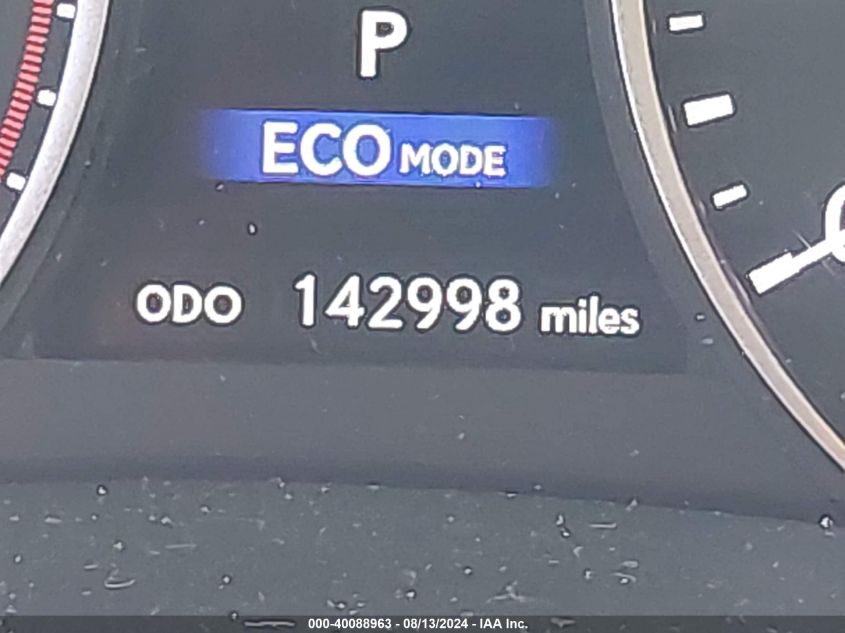 P
ECO MODE
ODO 142998 miles
000-40088963 - 08/13/2024 - IAA Inc.